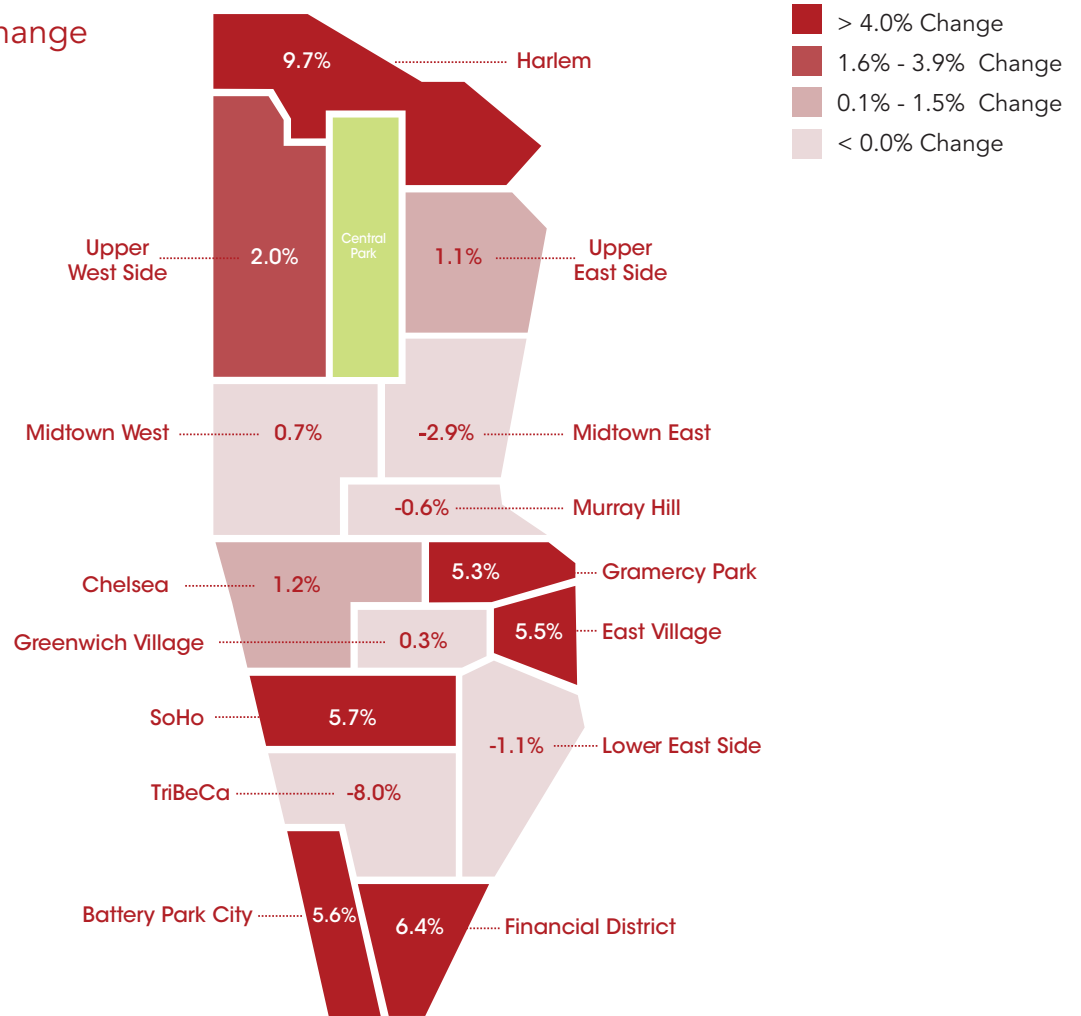 > 4.0% Change
1.6% - 3.9% Change
0.1% - 1.5% Change
< 0.0% Change
9.7%
Harlem
Upper
West Side
2.0%
Central
Park
1.1%
Upper
East Side
Midtown West
0.7%
-2.9%
Midtown East
-0.6%
Murray Hill
Chelsea
1.2%
5.3%
Gramercy Park
Greenwich Village
0.3%
5.5%
East Village
SoHo
5.7%
-1.1%
Lower East Side
TriBeCa
-8.0%
Battery Park City
5.6%
6.4%
Financial District